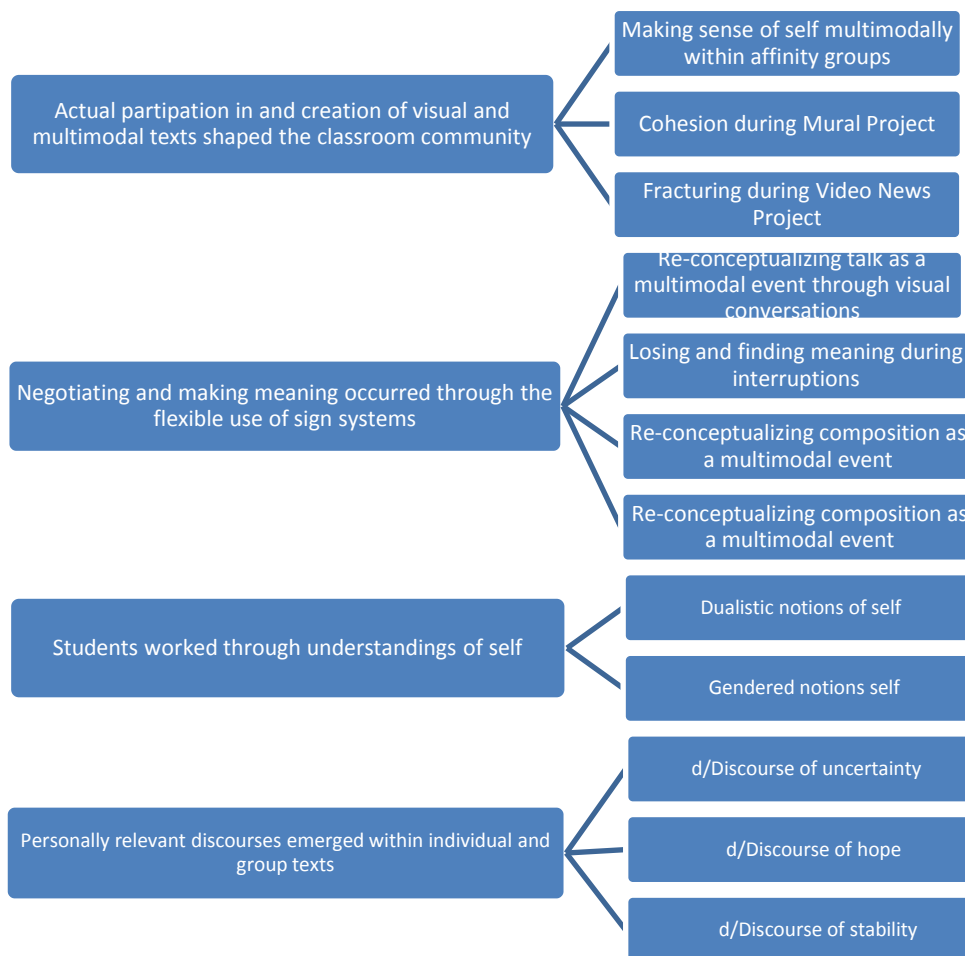 Actual partipation in and creation of visual and
multimodal texts shaped the classroom community
Making sense of self multimodally
within affinity groups
Cohesion during Mural Project
Fracturing during Video News
Project
Negotiating and making meaning occurred through the
flexible use of sign systems
Re-conceptualizing talk as a
multimodal event through visual
conversations
Losing and finding meaning during
interruptions
Re-conceptualizing composition as
a multimodal event
Re-conceptualizing composition as
a multimodal event
Students worked through understandings of self
Dualistic notions of self
Gendered notions self
Personally relevant discourses emerged within individual and
group texts
d/Discourse of uncertainty
d/Discourse of hope
d/Discourse of stability